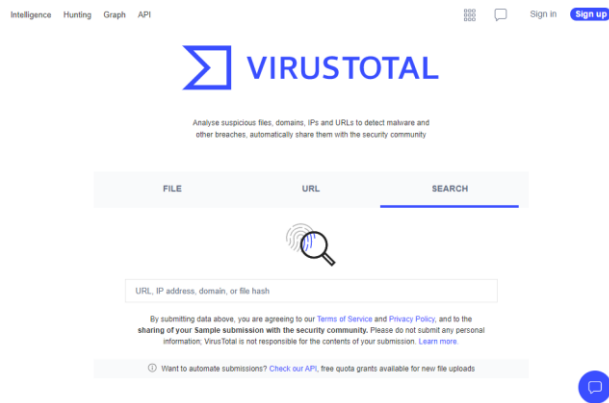 Intelligence Hunting Graph API Sign in Sign up
VIRUSTOTAL
Analyse suspicious files, domains, IPs and URLs to detect malware and
other breaches, automatically share them with the security community
FILE URL SEARCH
URL, IP address, domain, or file hash
By submitting data above, you are agreeing to our Terms of Service and Privacy Policy, and to the
sharing of your Sample submission with the security community. Please do not submit any personal
information; VirusTotal is not responsible for the contents of your submission. Learn more.
Want to automate submissions? Check our API, free quota grants available for new file uploads